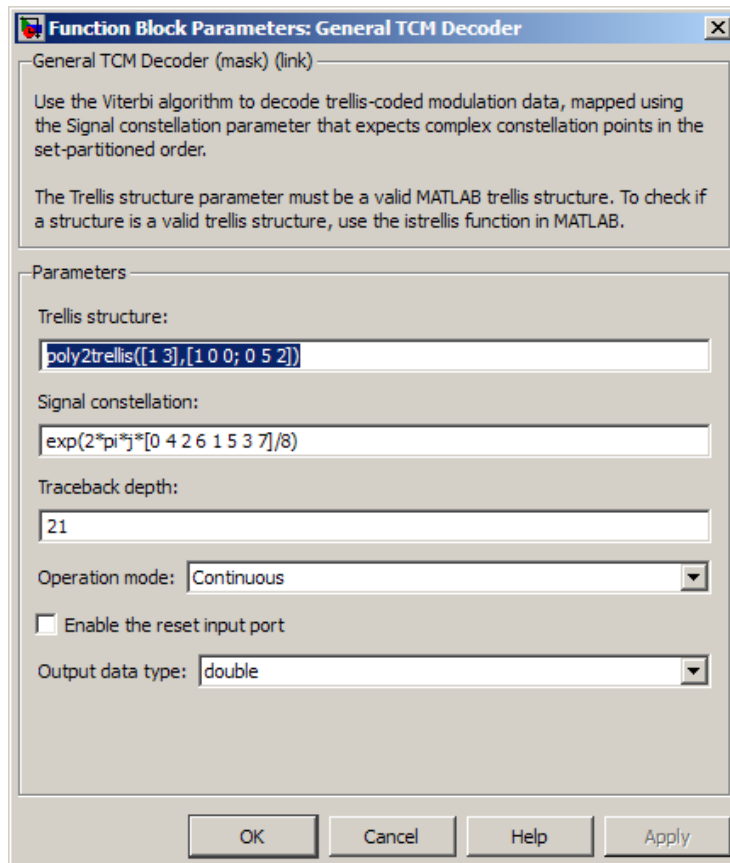 Function Block Parameters: General TCM Decoder
General TCM Decoder (mask) (link)
Use the Viterbi algorithm to decode trellis-coded modulation data, mapped using
the Signal constellation parameter that expects complex constellation points in the
set-partitioned order.
The Trellis structure parameter must be a valid MATLAB trellis structure. To check if
a structure is a valid trellis structure, use the istrellis function in MATLAB.
Parameters
Trellis structure:
poly2trellis([1 3],[1 0 0; 0 5 2])
Signal constellation:
exp(2*pi*j*[0 4 2 6 1 5 3 7]/8)
Traceback depth:
21
Operation mode: Continuous
Enable the reset input port
Output data type: double
OK Cancel Help Apply